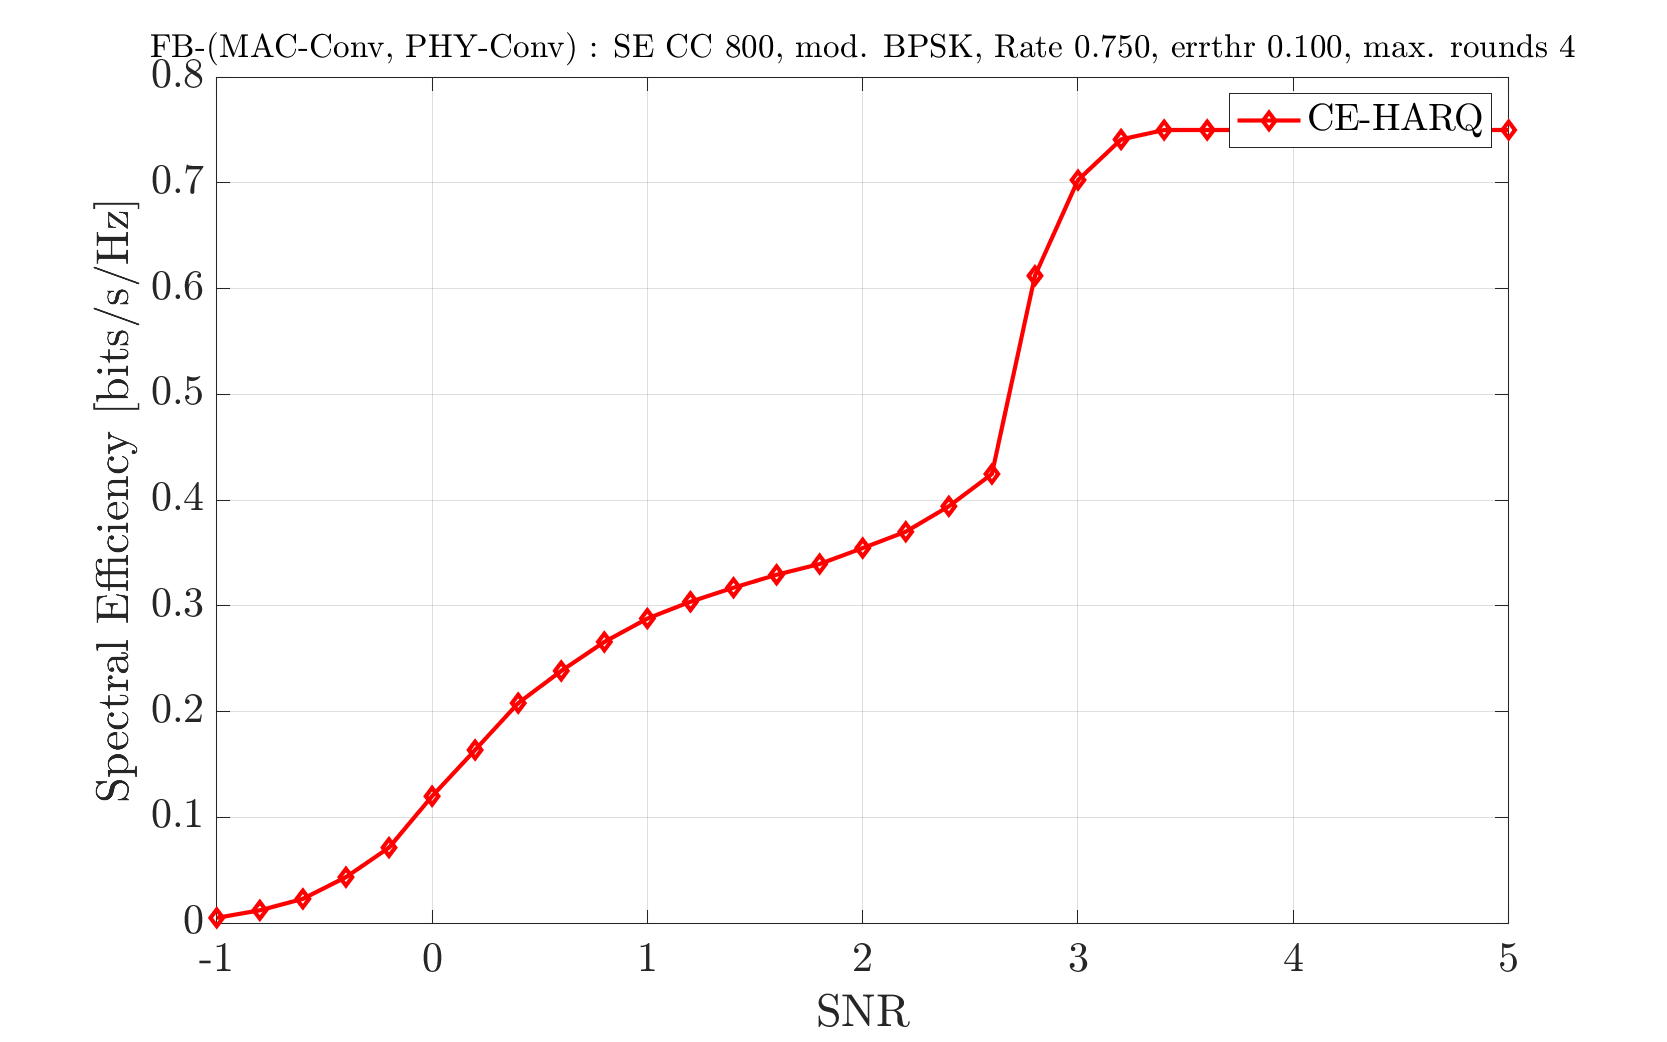 FB-(MAC-Conv, PHY-Conv) : SE CC 800, mod. BPSK, Rate 0.750, errthr 0.100, max. rounds 4
CE-HARQ
Spectral Efficiency [bits/s/Hz]
0.8
0.7
0.6
0.5
0.4
0.3
0.2
0.1
0
-1 0 1 2 3 4 5
SNR